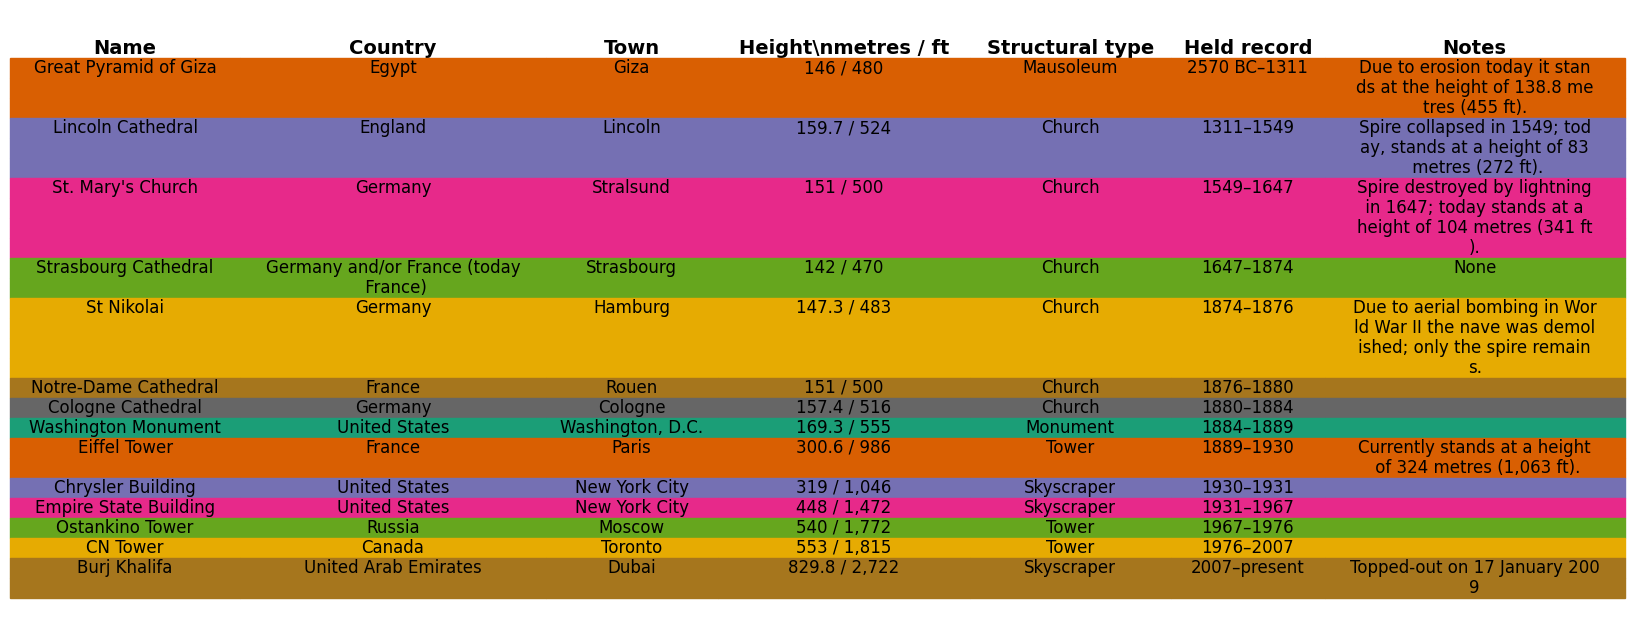 Name Country Town Height\nmetres / ft Structural type Held record Notes
Great Pyramid of Giza Egypt Giza 146 / 480 Mausoleum 2570 BC–1311 Due to erosion today it stan
ds at the height of 138.8 me
tres (455 ft).
Lincoln Cathedral England Lincoln 159.7 / 524 Church 1311–1549 Spire collapsed in 1549; tod
ay, stands at a height of 83
metres (272 ft).
St. Mary's Church Germany Stralsund 151 / 500 Church 1549–1647 Spire destroyed by lightning
in 1647; today stands at a
height of 104 metres (341 ft
).
Strasbourg Cathedral Germany and/or France (today Strasbourg 142 / 470 Church 1647–1874 None
France)
St Nikolai Germany Hamburg 147.3 / 483 Church 1874–1876 Due to aerial bombing in Wor
ld War II the nave was demol
ished; only the spire remain
s.
Notre-Dame Cathedral France Rouen 151 / 500 Church 1876–1880
Cologne Cathedral Germany Cologne 157.4 / 516 Church 1880–1884
Washington Monument United States Washington, D.C. 169.3 / 555 Monument 1884–1889
Eiffel Tower France Paris 300.6 / 986 Tower 1889–1930 Currently stands at a height
of 324 metres (1,063 ft).
Chrysler Building United States New York City 319 / 1,046 Skyscraper 1930–1931
Empire State Building United States New York City 448 / 1,472 Skyscraper 1931–1967
Ostankino Tower Russia Moscow 540 / 1,772 Tower 1967–1976
CN Tower Canada Toronto 553 / 1,815 Tower 1976–2007
Burj Khalifa United Arab Emirates Dubai 829.8 / 2,722 Skyscraper 2007–present Topped-out on 17 January 200
9